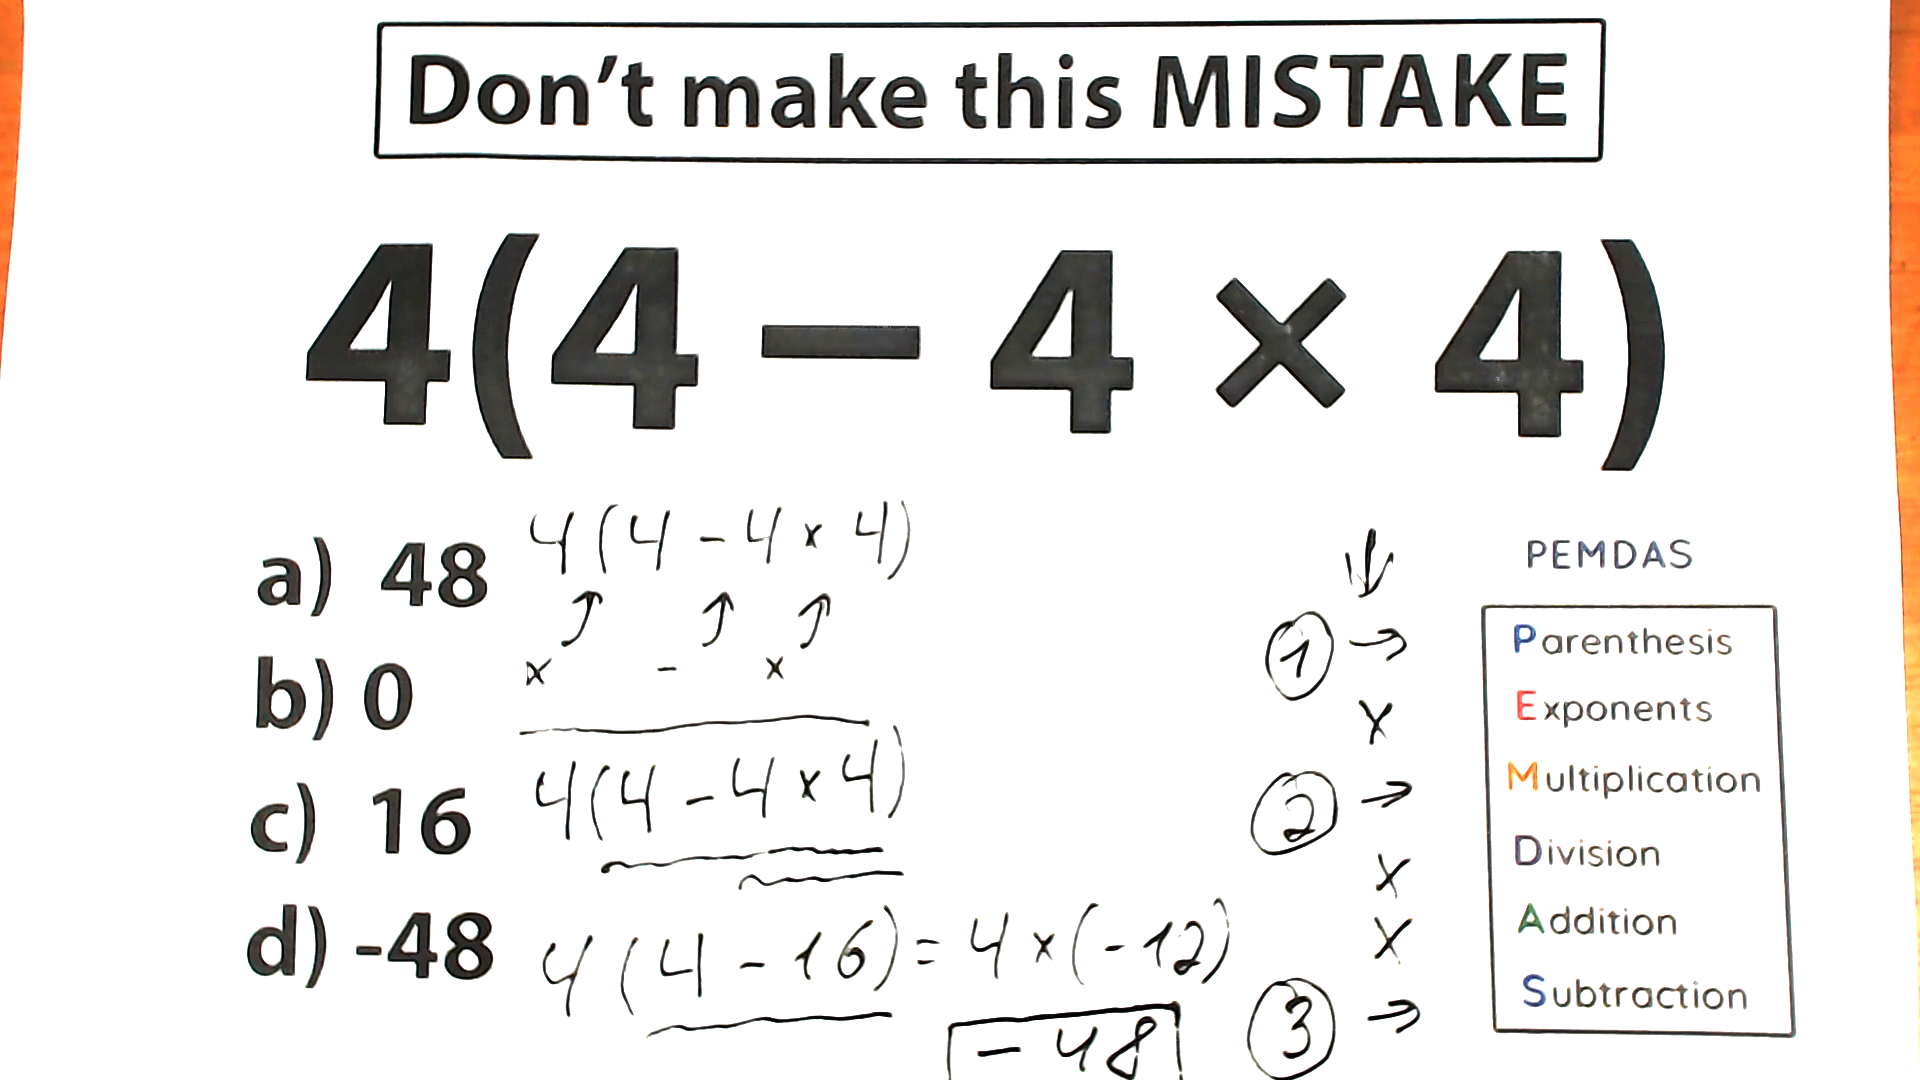 Don't make this MISTAKE
4(4 − 4 × 4)
a) 48
b) 0
c) 16
d) -48
4(4 - 4 × 4)
× - ×
4(4 - 4 × 4)
4(4 - 16) = 4 × (-12)
-48
1 →
×
2 →
×
×
3 →
PEMDAS
Parenthesis
Exponents
Multiplication
Division
Addition
Subtraction